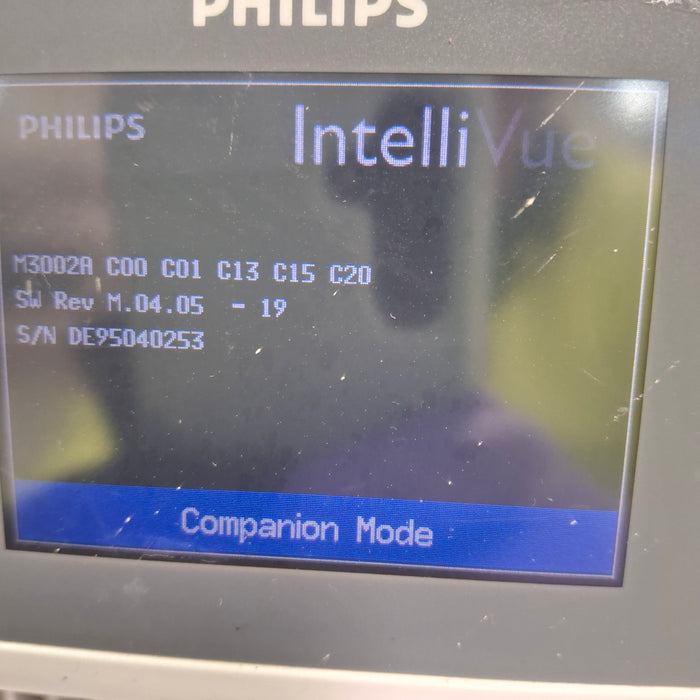 PHILIPS
PHILIPS
IntelliVue
M3002A C00 C01 C13 C15 C20
SW Rev M.04.05 - 19
S/N DE95040253
Companion Mode